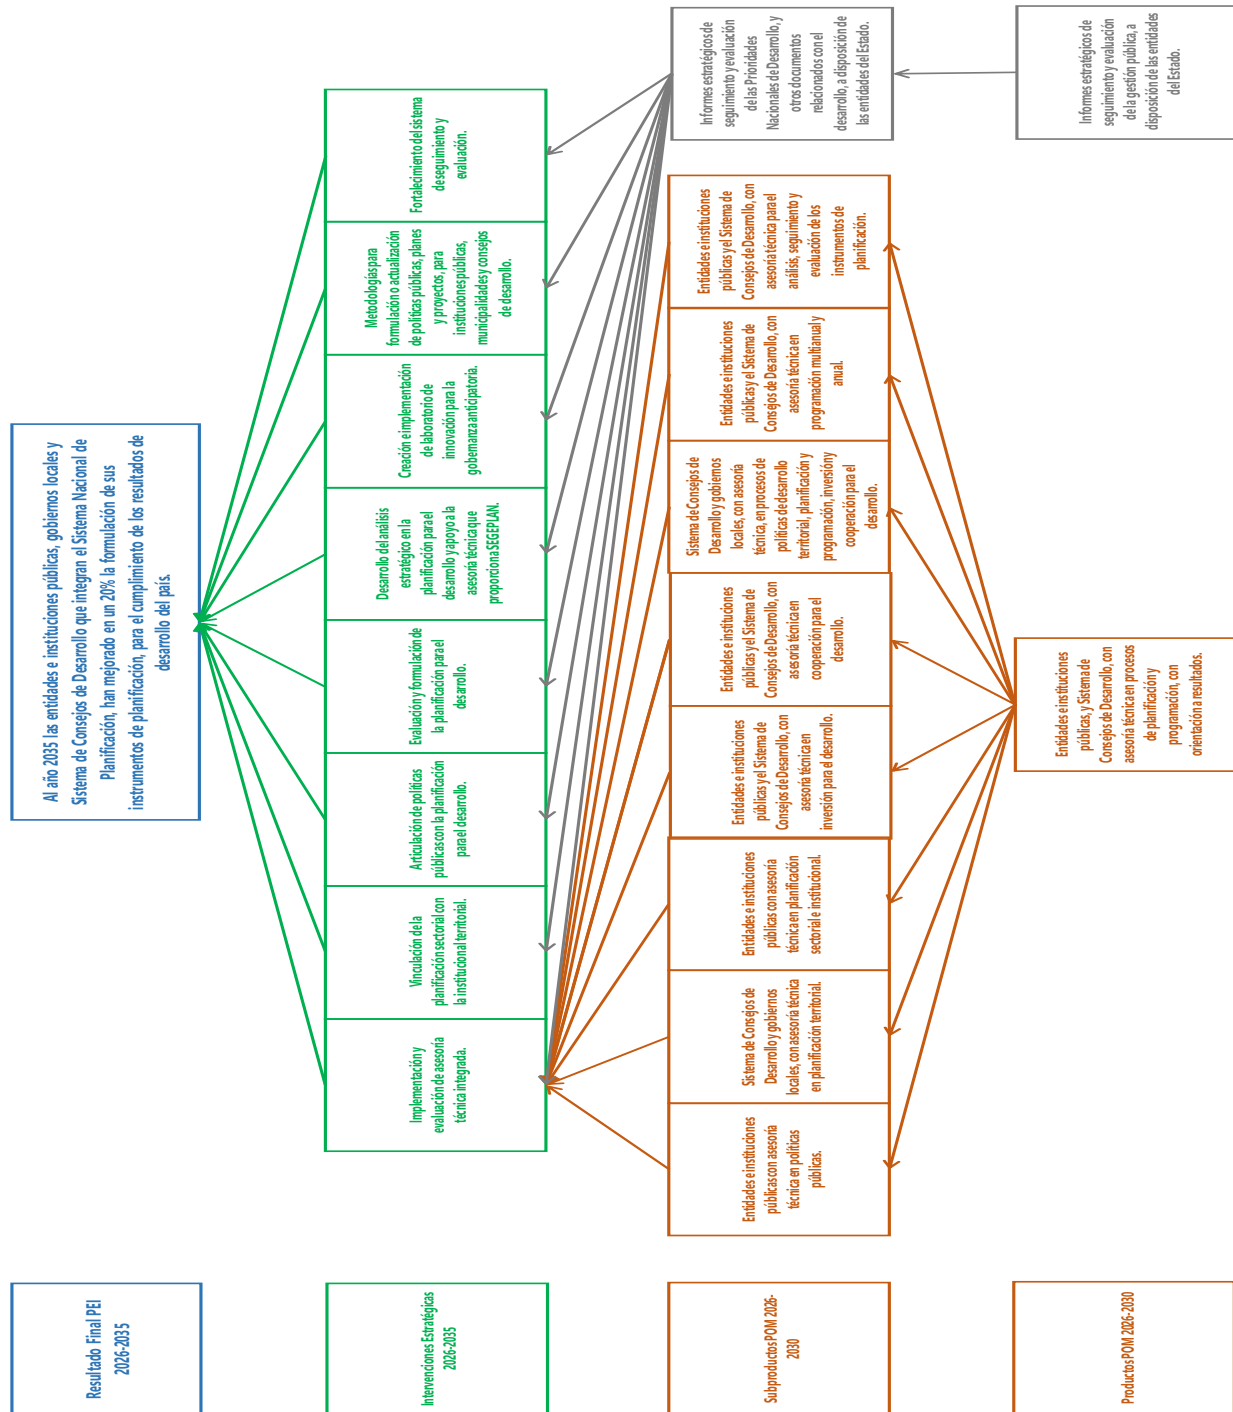 Resultado Final PEI
2026-2035
Al año 2035 las entidades e instituciones públicas, gobiernos locales y
Sistema de Consejos de Desarrollo que integran el Sistema Nacional de
Planificación, han mejorado en un 20% la formulación de sus
instrumentos de planificación, para el cumplimiento de los resultados de
desarrollo del país.
Intervenciones Estratégicas
2026-2035
Implementación y
evaluación de asesoría
técnica integrada.
Vinculación de la
planificación sectorial con
la institucional territorial.
Articulación de políticas
públicas con la planificación
para el desarrollo.
Evaluación y formulación de
la planificación para el
desarrollo.
Desarrollo del análisis
estratégico en la
planificación para el
desarrollo y apoyo a la
asesoría técnica que
proporciona SEGEPLAN.
Creación e implementación
de laboratorio de
innovación para la
gobernanza anticipatoria.
Metodologías para
formulación o actualización
de políticas públicas, planes
y proyectos, para
instituciones públicas,
municipalidades y consejos
de desarrollo.
Fortalecimiento del sistema
de seguimiento y
evaluación.
Subproductos POM 2026-
2030
Entidades e instituciones
públicas con asesoría
técnica en políticas
públicas.
Sistema de Consejos de
Desarrollo y gobiernos
locales, con asesoría técnica
en planificación territorial.
Entidades e instituciones
públicas con asesoría
técnica en planificación
sectorial e institucional.
Entidades e instituciones
públicas y el Sistema de
Consejos de Desarrollo, con
asesoría técnica en
inversión para el desarrollo.
Entidades e instituciones
públicas y el Sistema de
Consejos de Desarrollo, con
asesoría técnica en
cooperación para el
desarrollo.
Sistema de Consejos de
Desarrollo y gobiernos
locales, con asesoría
técnica, en procesos de
políticas de desarrollo
territorial, planificación y
programación, inversión y
cooperación para el
desarrollo.
Entidades e instituciones
públicas y el Sistema de
Consejos de Desarrollo, con
asesoría técnica en
programación multianual y
anual.
Entidades e instituciones
públicas y el Sistema de
Consejos de Desarrollo, con
asesoría técnica para el
análisis, seguimiento y
evaluación de los
instrumentos de
planificación.
Informes estratégicos de
seguimiento y evaluación
de las Prioridades
Nacionales de Desarrollo, y
otros documentos
relacionados con el
desarrollo, a disposición de
las entidades del Estado.
Productos POM 2026-2030
Entidades e instituciones
públicas, y Sistema de
Consejos de Desarrollo, con
asesoría técnica en procesos
de planificación y
programación, con
orientación a resultados.
Informes estratégicos de
seguimiento y evaluación
de la gestión pública, a
disposición de las entidades
del Estado.